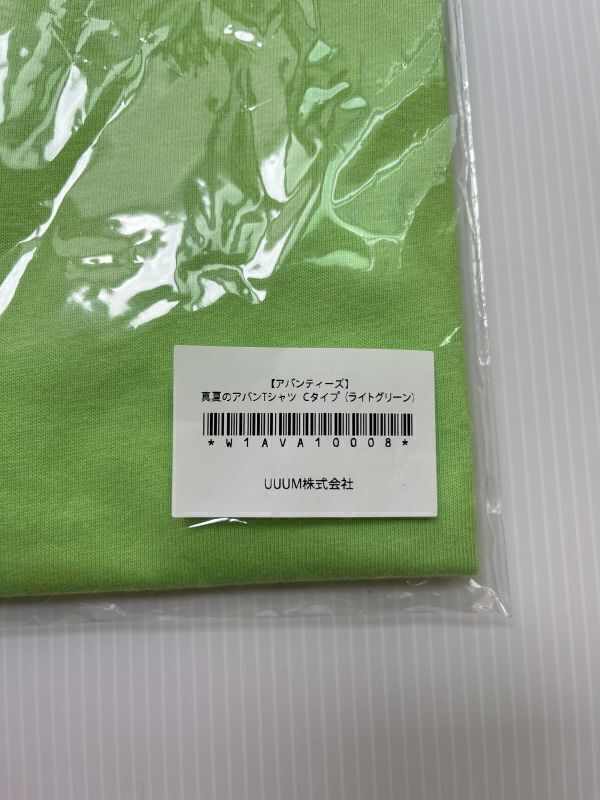 【アバンティーズ】
真夏のアバンTシャツ Cタイプ (ライトグリーン)
*W1AVA10008*
UUUM株式会社